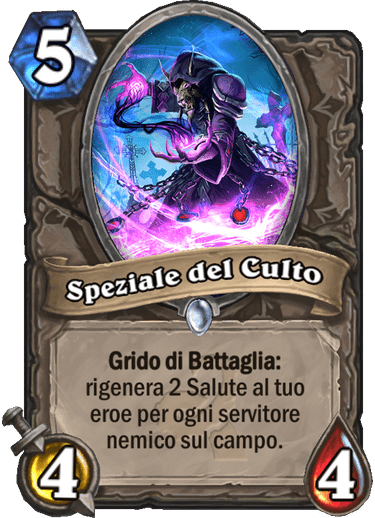 5
Speziale del Culto
Grido di Battaglia:
rigenera 2 Salute al tuo
eroe per ogni servitore
nemico sul campo.
4
4